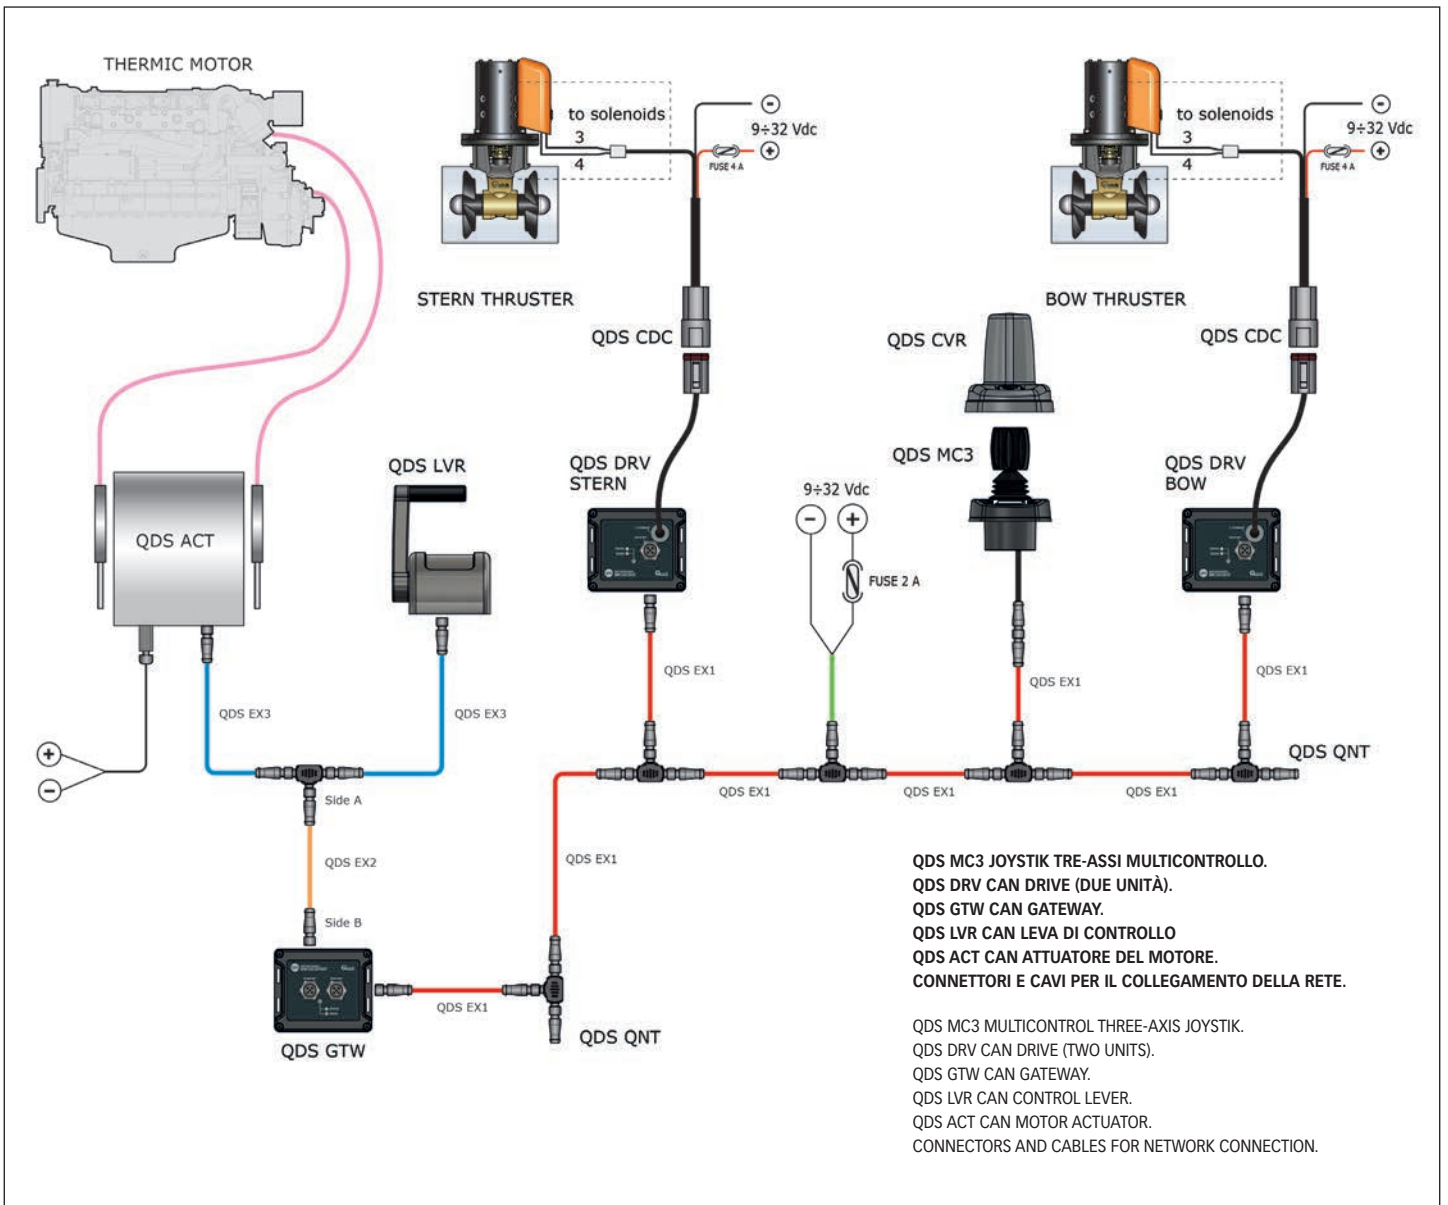 THERMIC MOTOR
to solenoids
3
4
9÷32 Vdc
FUSE 4 A
STERN THRUSTER
QDS CDC
to solenoids
3
4
9÷32 Vdc
FUSE 4 A
BOW THRUSTER
QDS CDC
QDS CVR
QDS MC3
QDS ACT
QDS LVR
QDS DRV
STERN
9÷32 Vdc
FUSE 2 A
QDS DRV
BOW
QDS EX3
QDS EX3
QDS EX1
QDS EX1
QDS EX1
Side A
QDS EX2
Side B
QDS EX1
QDS EX1
QDS EX1
QDS EX1
QDS QNT
QDS EX1
QDS GTW
QDS QNT
QDS MC3 JOYSTIK TRE-ASSI MULTICONTROLLO.
QDS DRV CAN DRIVE (DUE UNITÀ).
QDS GTW CAN GATEWAY.
QDS LVR CAN LEVA DI CONTROLLO
QDS ACT CAN ATTUATORE DEL MOTORE.
CONNETTORI E CAVI PER IL COLLEGAMENTO DELLA RETE.
QDS MC3 MULTICONTROL THREE-AXIS JOYSTIK.
QDS DRV CAN DRIVE (TWO UNITS).
QDS GTW CAN GATEWAY.
QDS LVR CAN CONTROL LEVER.
QDS ACT CAN MOTOR ACTUATOR.
CONNECTORS AND CABLES FOR NETWORK CONNECTION.